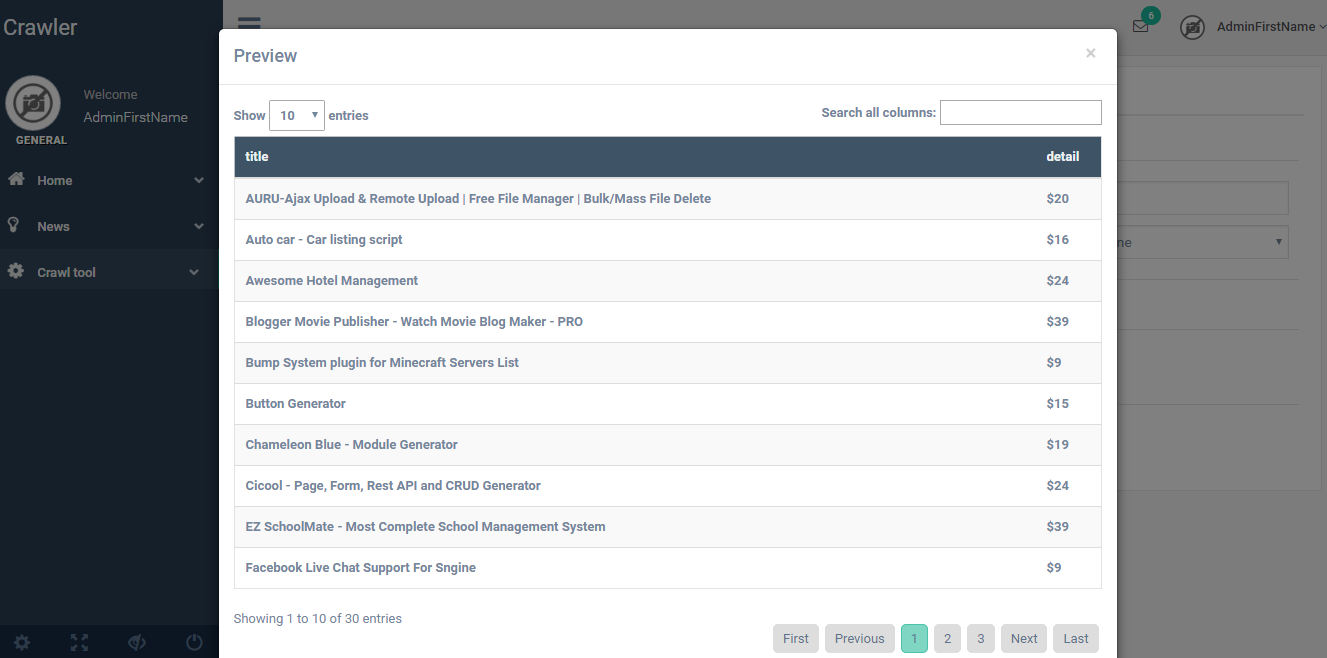 Crawler
6
AdminFirstName
Welcome
AdminFirstName
GENERAL
Home
News
Crawl tool
Preview
×
Show 10 entries
Search all columns:
title detail
AURU-Ajax Upload & Remote Upload | Free File Manager | Bulk/Mass File Delete $20
Auto car - Car listing script $16
Awesome Hotel Management $24
Blogger Movie Publisher - Watch Movie Blog Maker - PRO $39
Bump System plugin for Minecraft Servers List $9
Button Generator $15
Chameleon Blue - Module Generator $19
Cicool - Page, Form, Rest API and CRUD Generator $24
EZ SchoolMate - Most Complete School Management System $39
Facebook Live Chat Support For Sngine $9
Showing 1 to 10 of 30 entries
First Previous 1 2 3 Next Last